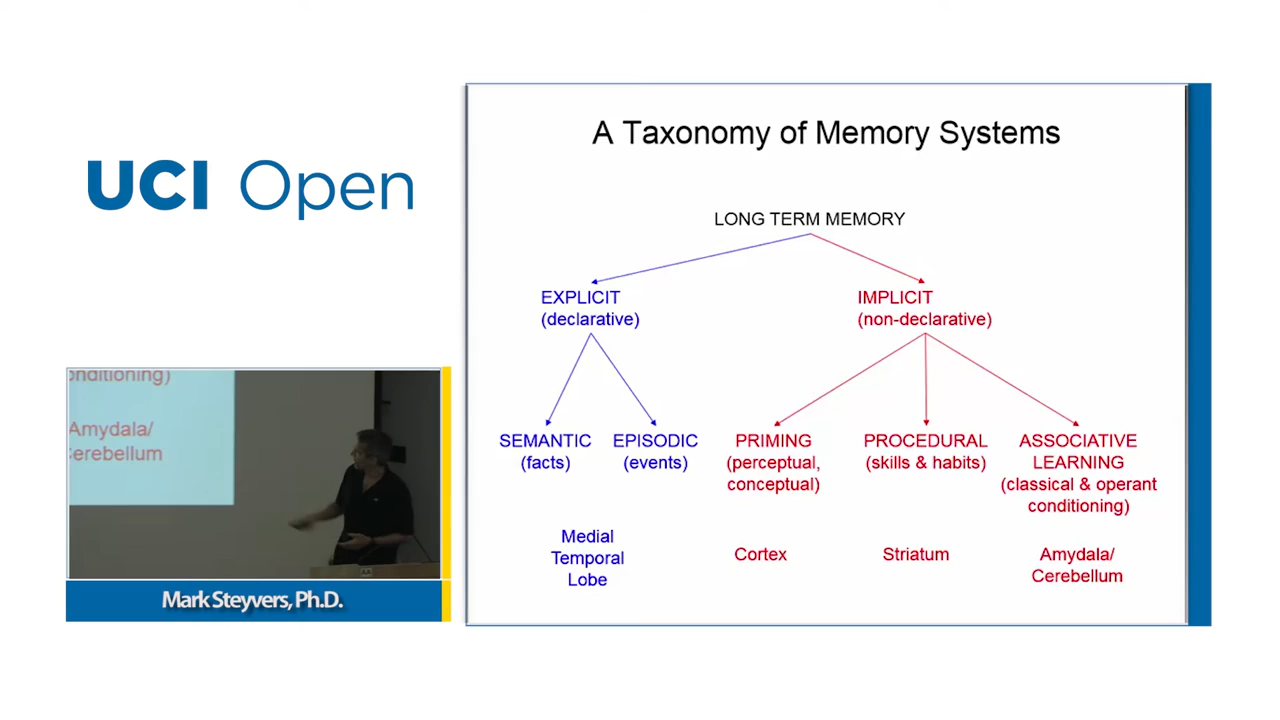 UCI Open
A Taxonomy of Memory Systems
LONG TERM MEMORY
EXPLICIT
(declarative)
IMPLICIT
(non-declarative)
SEMANTIC
(facts)
EPISODIC
(events)
PRIMING
(perceptual,
conceptual)
PROCEDURAL
(skills & habits)
ASSOCIATIVE
LEARNING
(classical & operant
conditioning)
Medial
Temporal
Lobe
Cortex
Striatum
Amydala/
Cerebellum
onditioning)
Amydala/
erebellum
Mark Steyvers, Ph.D.